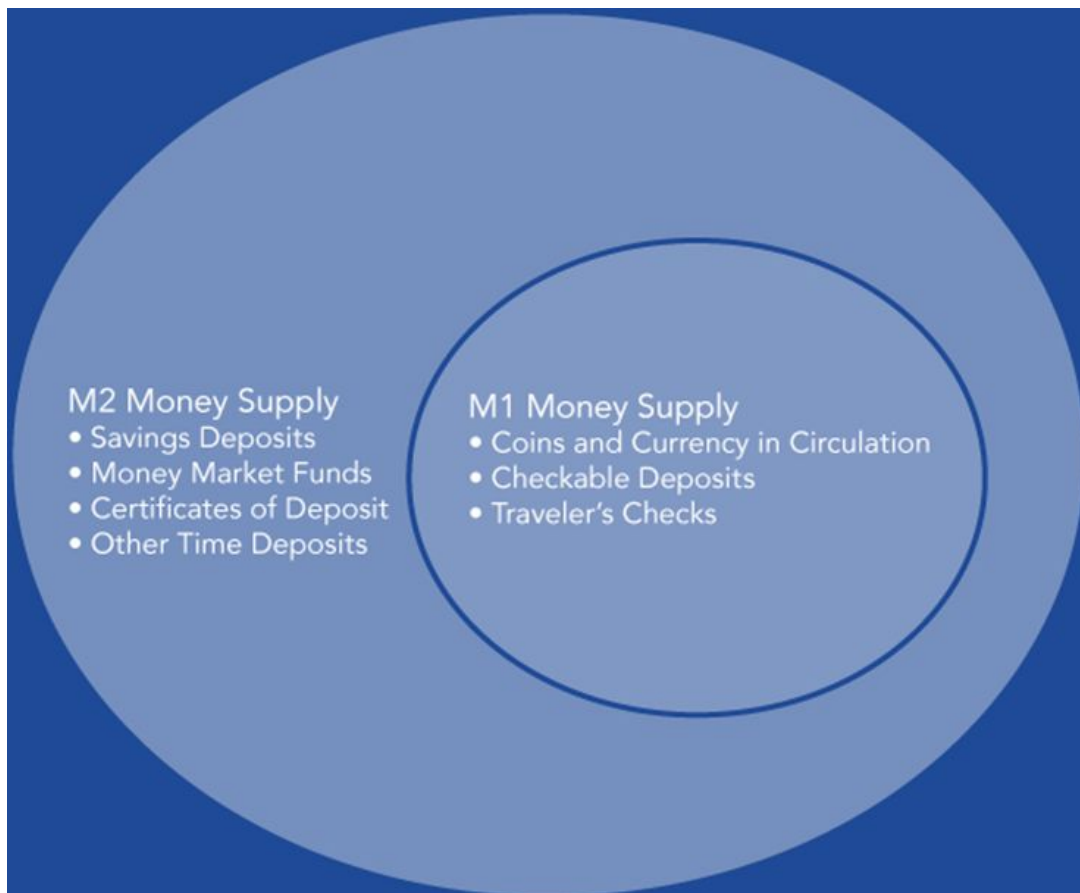 M2 Money Supply
• Savings Deposits
• Money Market Funds
• Certificates of Deposit
• Other Time Deposits
M1 Money Supply
• Coins and Currency in Circulation
• Checkable Deposits
• Traveler’s Checks